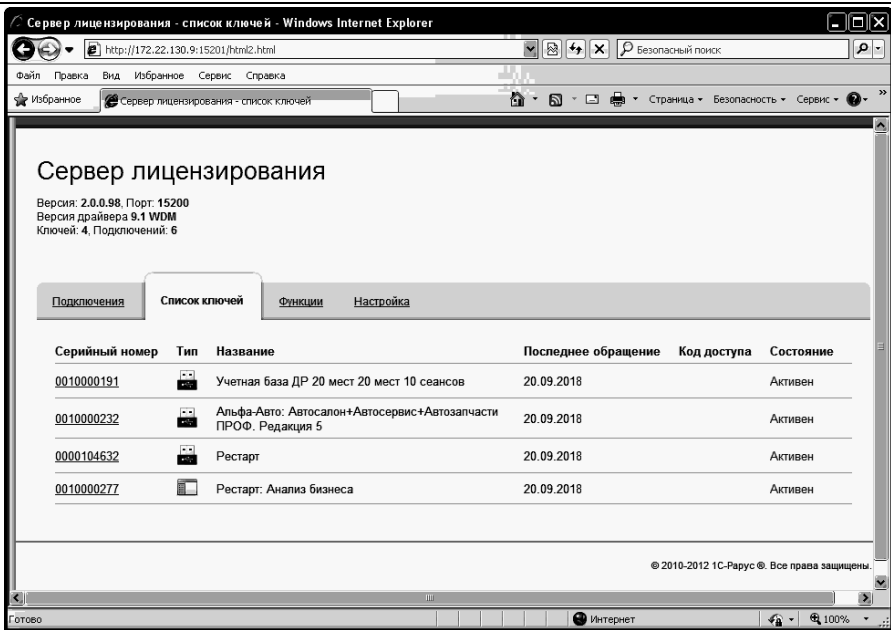 Сервер лицензирования - список ключей - Windows Internet Explorer
http://172.22.130.9:15201/html2.html
Безопасный поиск
Файл Правка Вид Избранное Сервис Справка
Избранное
Сервер лицензирования - список ключей
Страница Безопасность Сервис
Сервер лицензирования
Версия: 2.0.0.98, Порт: 15200
Версия драйвера 9.1 WDM
Ключей: 4, Подключений: 6
Подключения Список ключей Функции Настройка
Серийный номер Тип Название Последнее обращение Код доступа Состояние
0010000191 Учетная база ДР 20 мест 20 мест 10 сеансов 20.09.2018 Активен
0010000232 Альфа-Авто: Автосалон+Автосервис+Автозапчасти 20.09.2018 Активен
ПРОФ. Редакция 5
0000104632 Рестарт 20.09.2018 Активен
0010000277 Рестарт: Анализ бизнеса 20.09.2018 Активен
© 2010-2012 1С-Рарус ®. Все права защищены.
Готово Интернет 100%